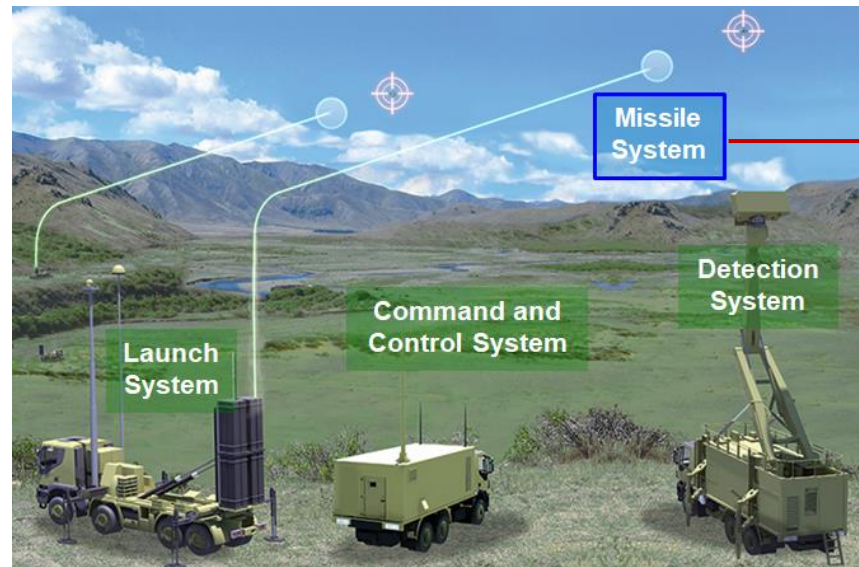 Missile
System
Detection
System
Command and
Control System
Launch
System